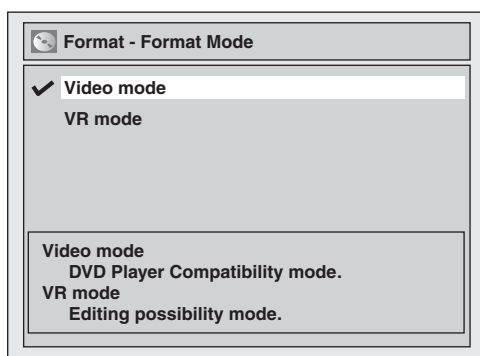 Format - Format Mode
Video mode
VR mode
Video mode
DVD Player Compatibility mode.
VR mode
Editing possibility mode.